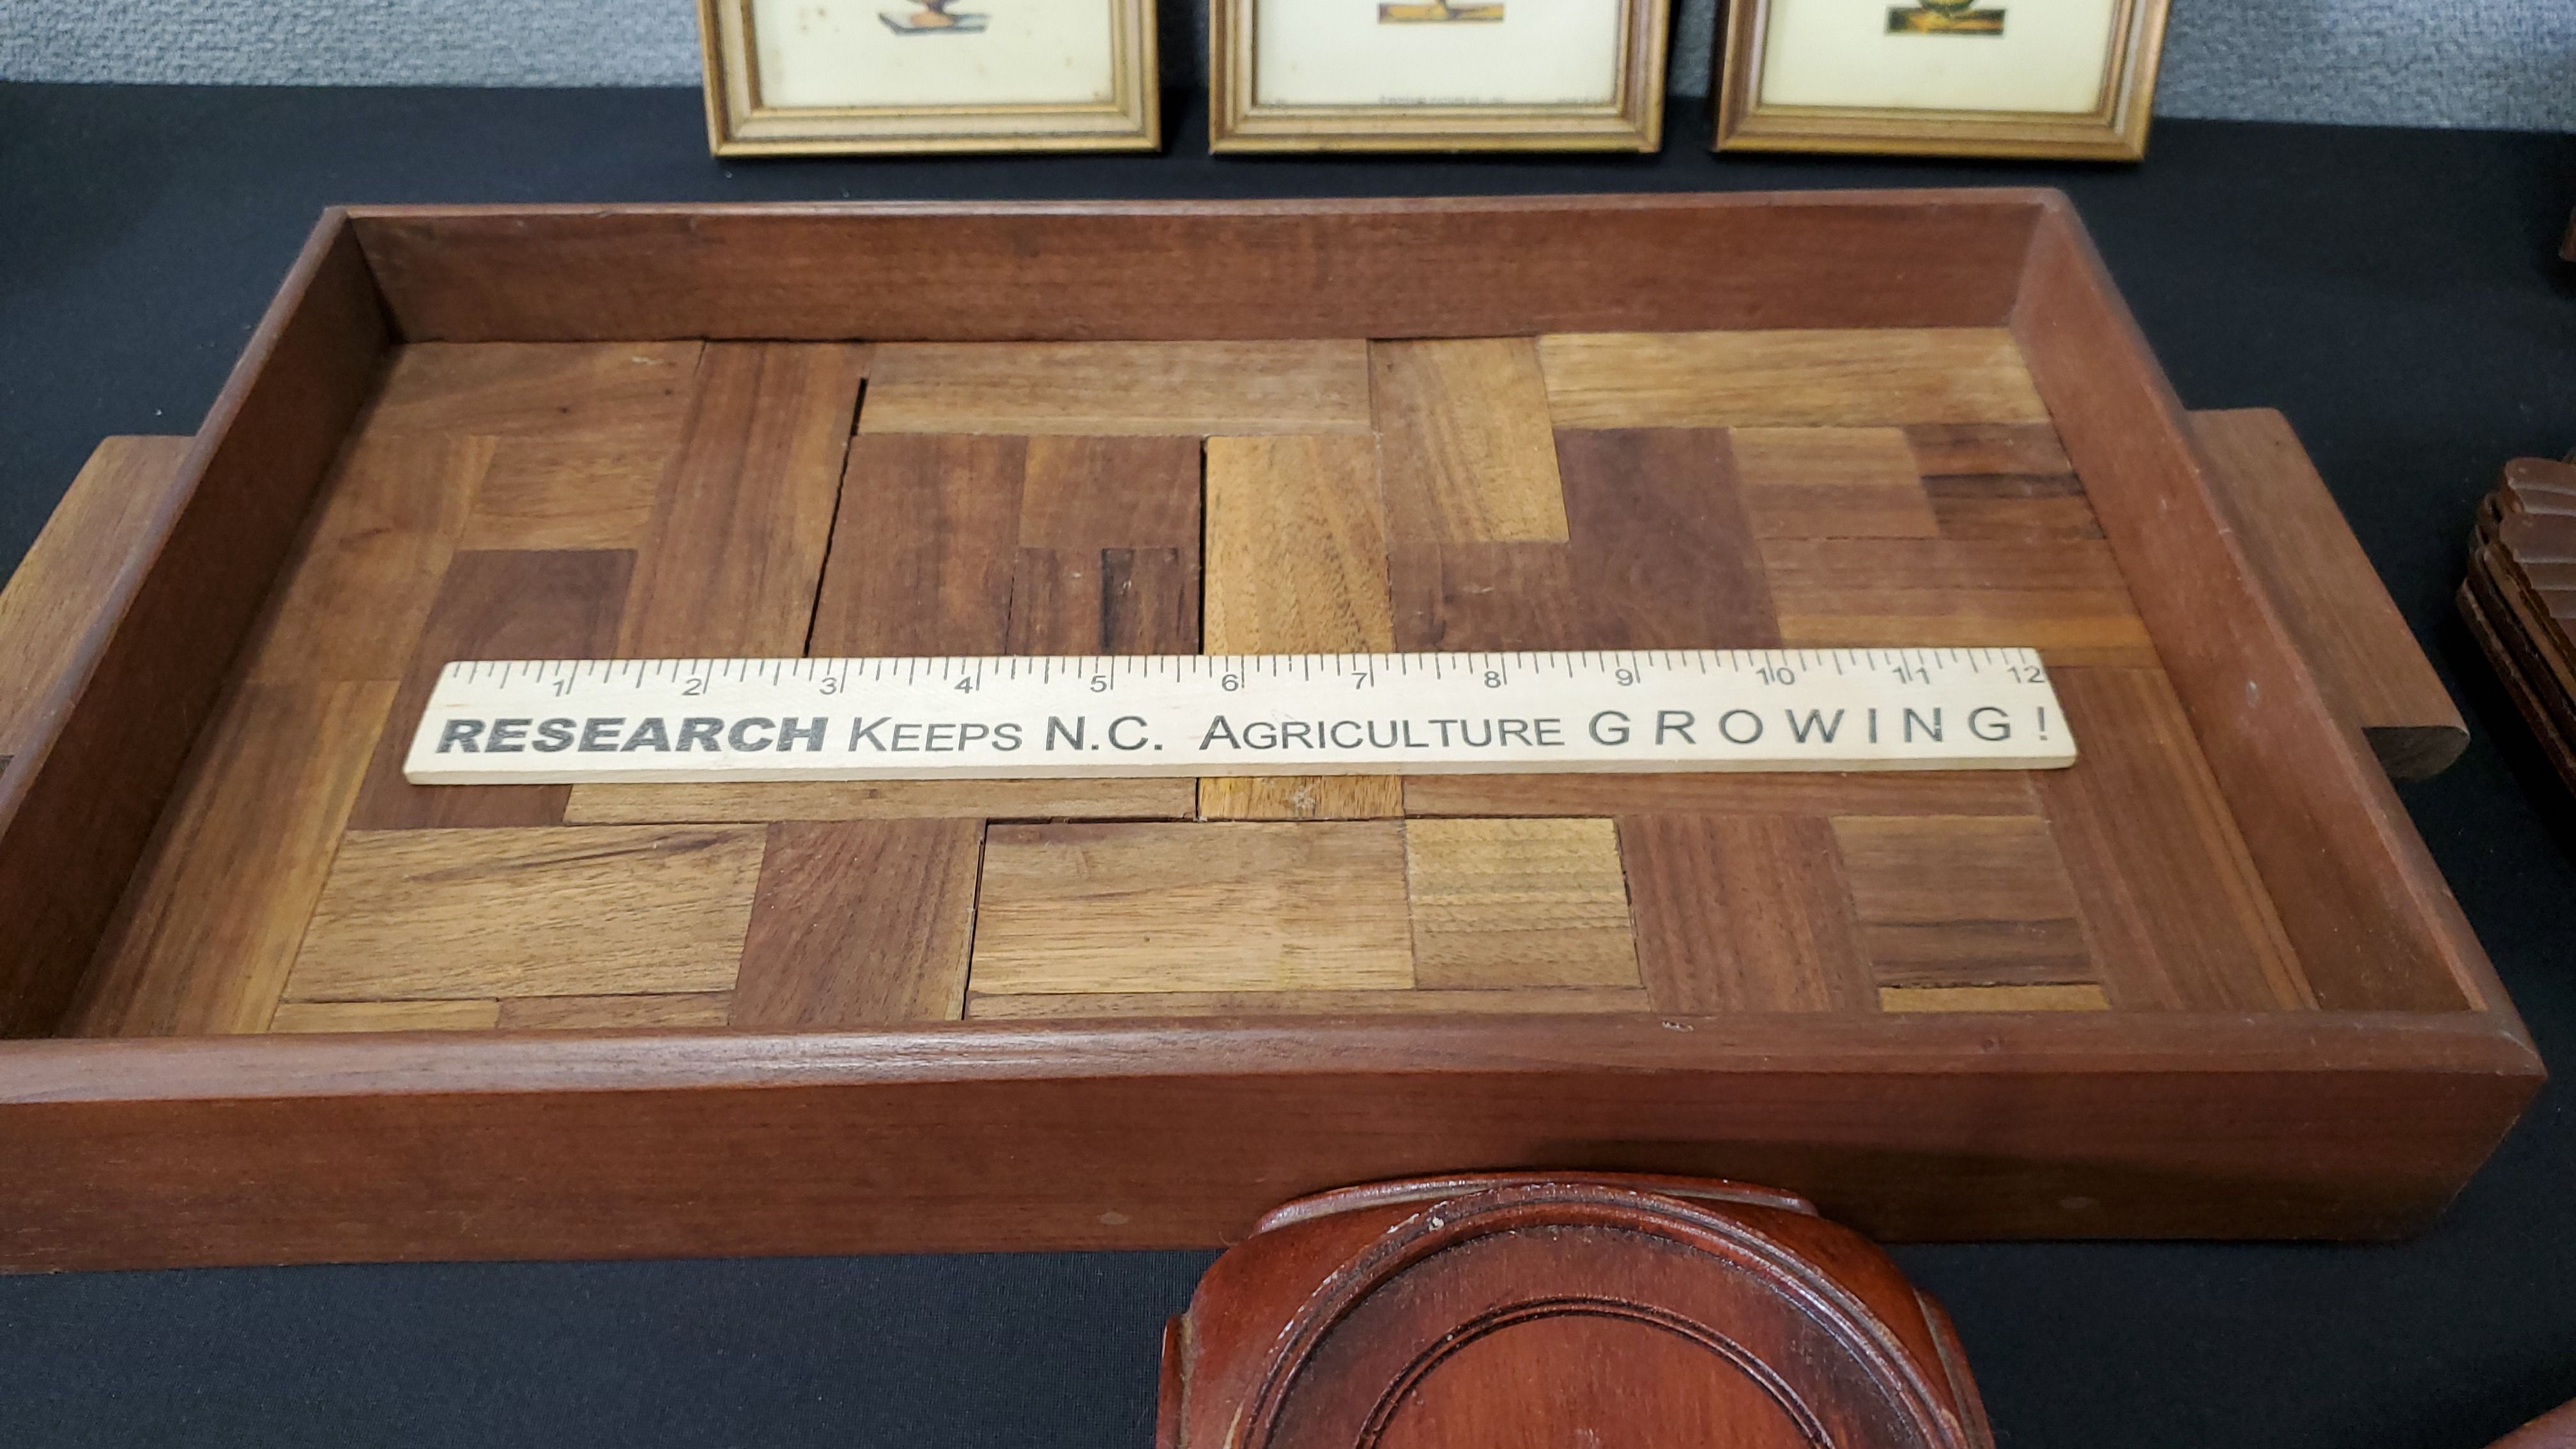 1 2 3 4 5 6 7 8 9 10 11 12
RESEARCH KEEPS N.C. AGRICULTURE GROWING!